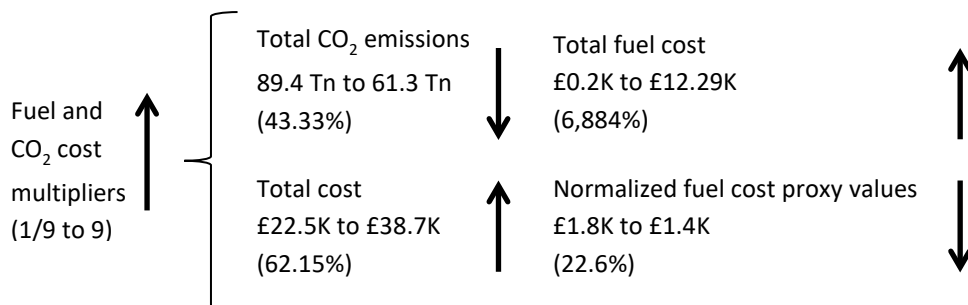 Fuel and
CO₂ cost
multipliers
(1/9 to 9)
Total CO₂ emissions
89.4 Tn to 61.3 Tn
(43.33%)
Total fuel cost
£0.2K to £12.29K
(6,884%)
Total cost
£22.5K to £38.7K
(62.15%)
Normalized fuel cost proxy values
£1.8K to £1.4K
(22.6%)